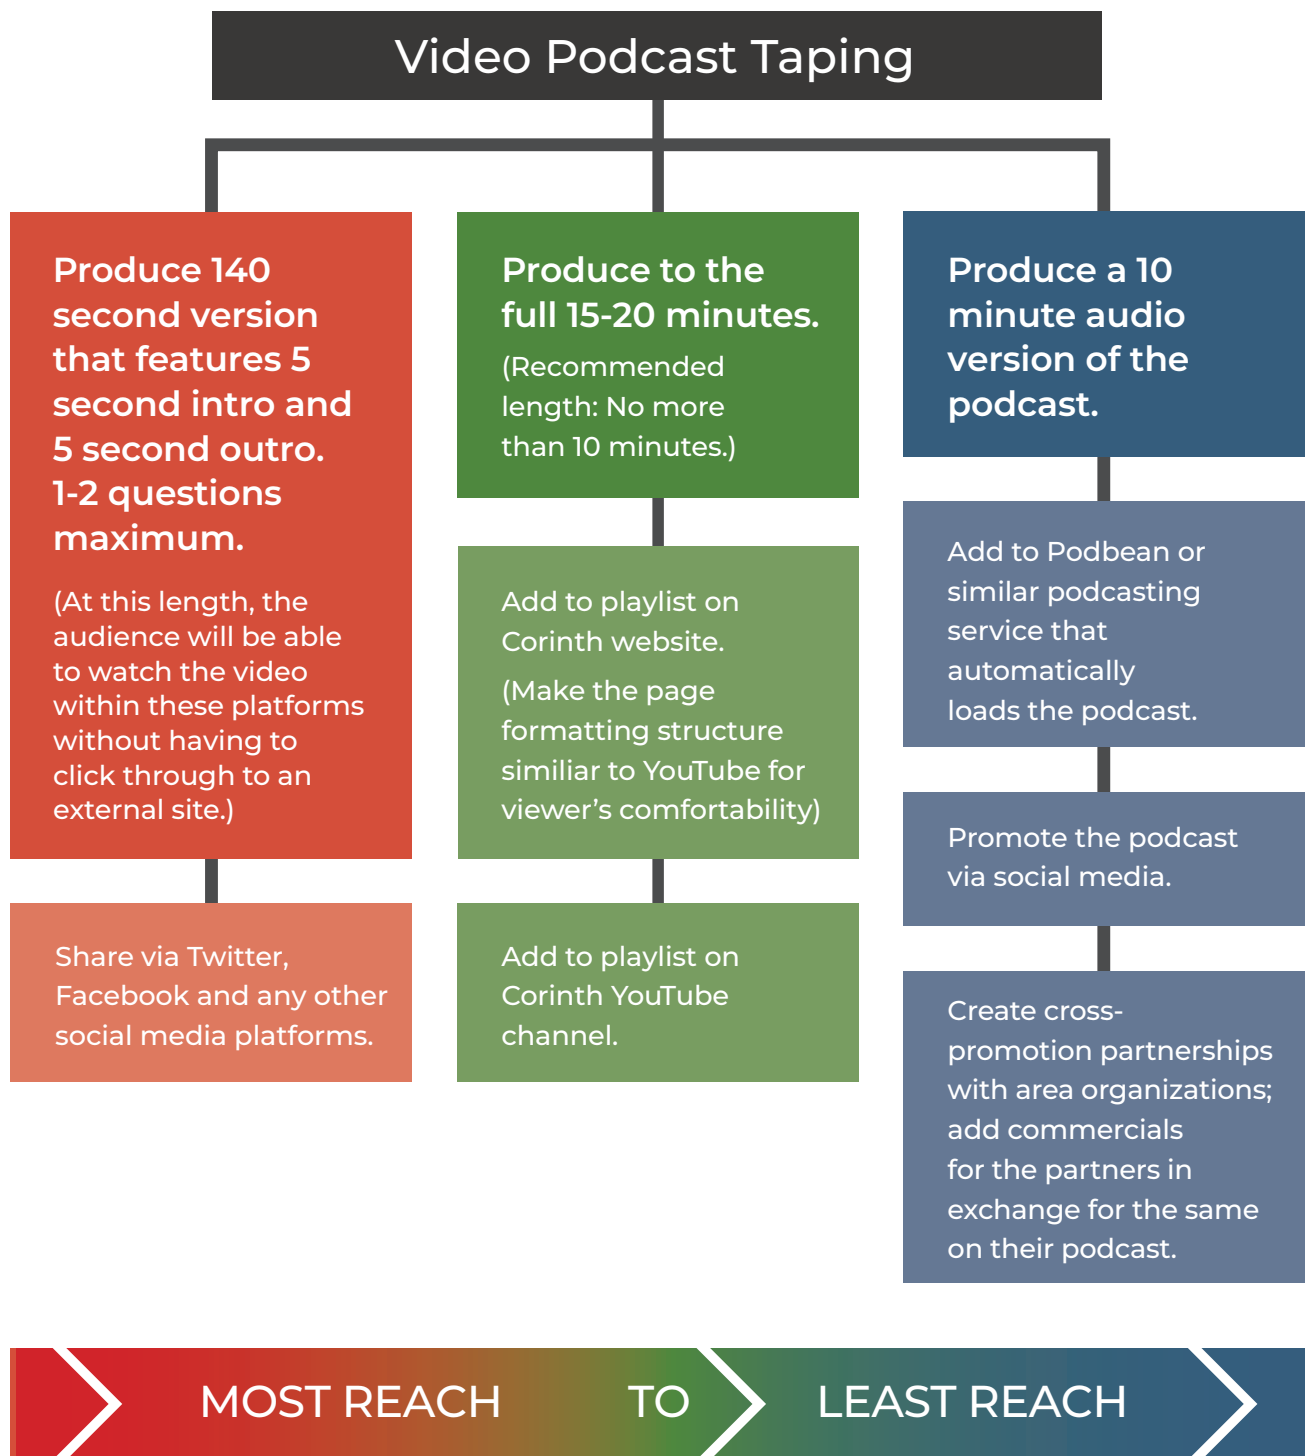 Video Podcast Taping
Produce 140
second version
that features 5
second intro and
5 second outro.
1-2 questions
maximum.
(At this length, the
audience will be able
to watch the video
within these platforms
without having to
click through to an
external site.)
Share via Twitter,
Facebook and any other
social media platforms.
Produce to the
full 15-20 minutes.
(Recommended
length: No more
than 10 minutes.)
Add to playlist on
Corinth website.
(Make the page
formatting structure
similiar to YouTube for
viewer’s comfortability)
Add to playlist on
Corinth YouTube
channel.
Produce a 10
minute audio
version of the
podcast.
Add to Podbean or
similar podcasting
service that
automatically
loads the podcast.
Promote the podcast
via social media.
Create cross-
promotion partnerships
with area organizations;
add commercials
for the partners in
exchange for the same
on their podcast.
MOST REACH TO LEAST REACH